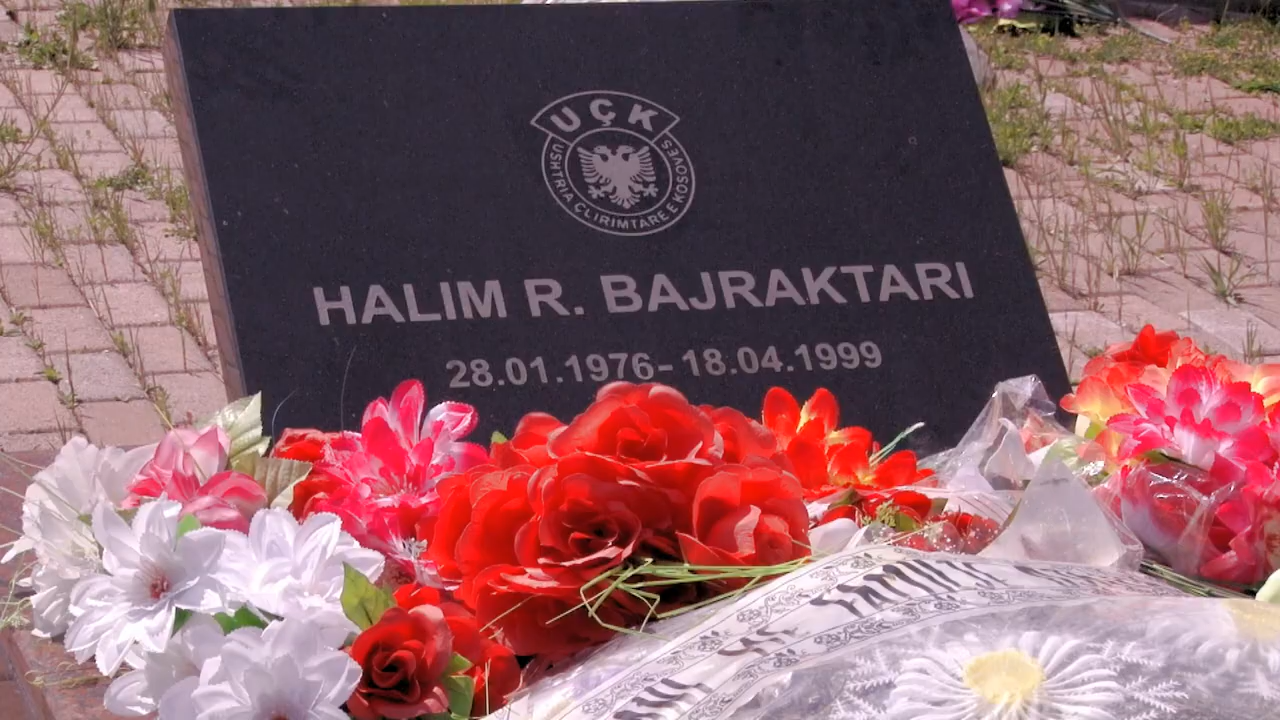 UÇK
USHTRIA ÇLIRIMTARE E KOSOVËS
HALIM R. BAJRAKTARI
28.01.1976- 18.04.1999